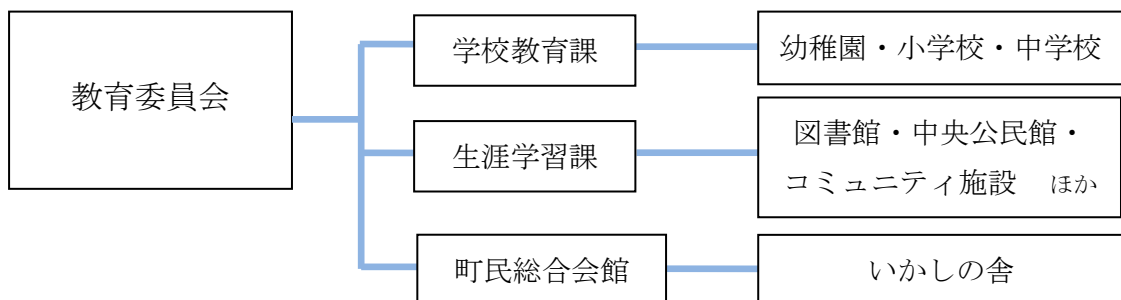 教育委員会
学校教育課
幼稚園・小学校・中学校
生涯学習課
図書館・中央公民館・
コミュニティ施設　ほか
町民総合会館
いかしの舎